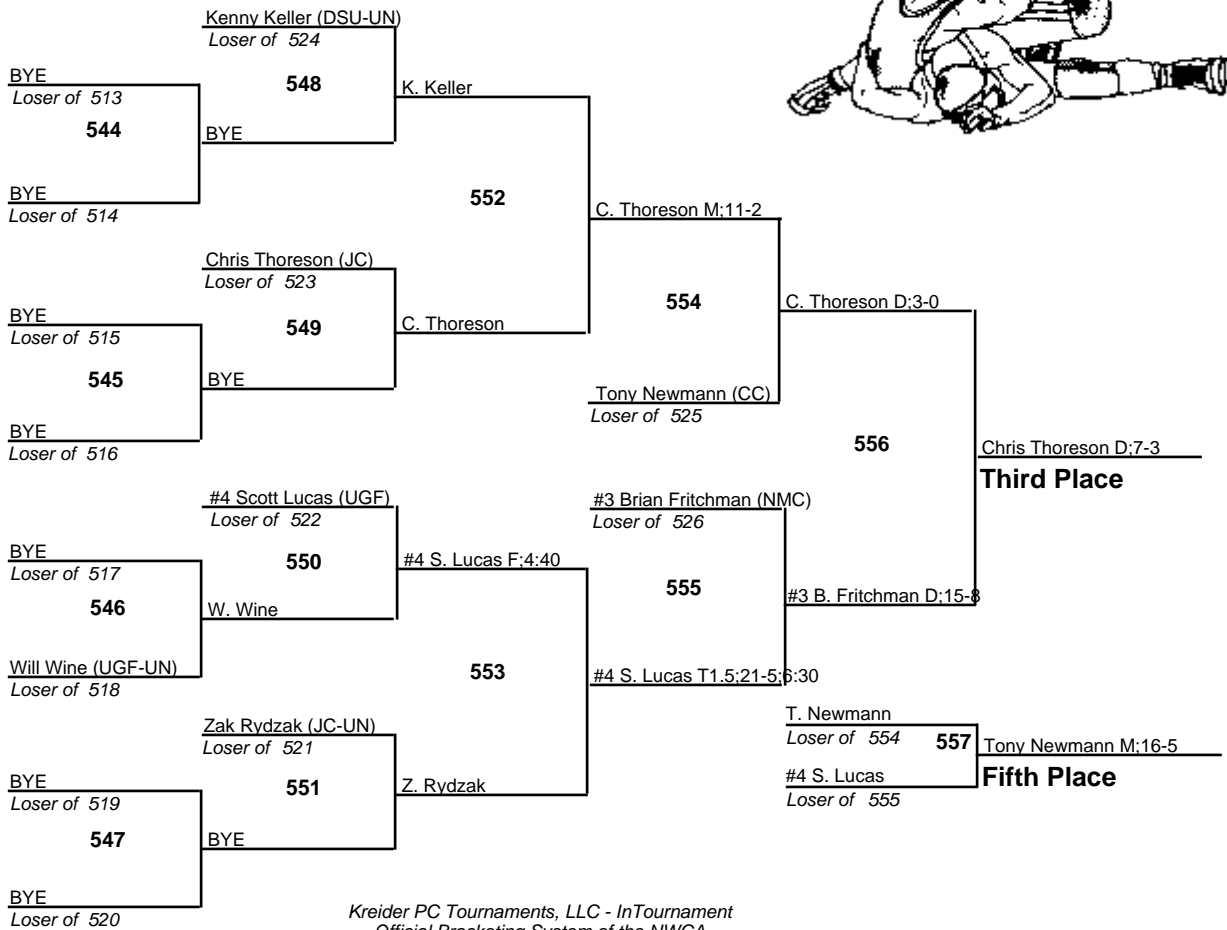 Kenny Keller (DSU-UN)
Loser of 524
BYE
Loser of 513
548
K. Keller
544
BYE
BYE
Loser of 514
552
C. Thoreson M;11-2
Chris Thoreson (JC)
Loser of 523
554
C. Thoreson D;3-0
BYE
Loser of 515
549
C. Thoreson
545
BYE
Tony Newmann (CC)
Loser of 525
BYE
Loser of 516
556
Chris Thoreson D;7-3
Third Place
#4 Scott Lucas (UGF)
Loser of 522
#3 Brian Fritchman (NMC)
Loser of 526
BYE
Loser of 517
550
#4 S. Lucas F;4:40
555
546
W. Wine
#3 B. Fritchman D;15-8
Will Wine (UGF-UN)
Loser of 518
553
#4 S. Lucas T1.5;21-5;6:30
Zak Rydzak (JC-UN)
Loser of 521
T. Newmann
Loser of 554
557
Tony Newmann M;16-5
Fifth Place
#4 S. Lucas
Loser of 555
BYE
Loser of 519
551
Z. Rydzak
547
BYE
BYE
Loser of 520
Kreider PC Tournaments, LLC - InTournament
Official Bracketing System of the NWCA